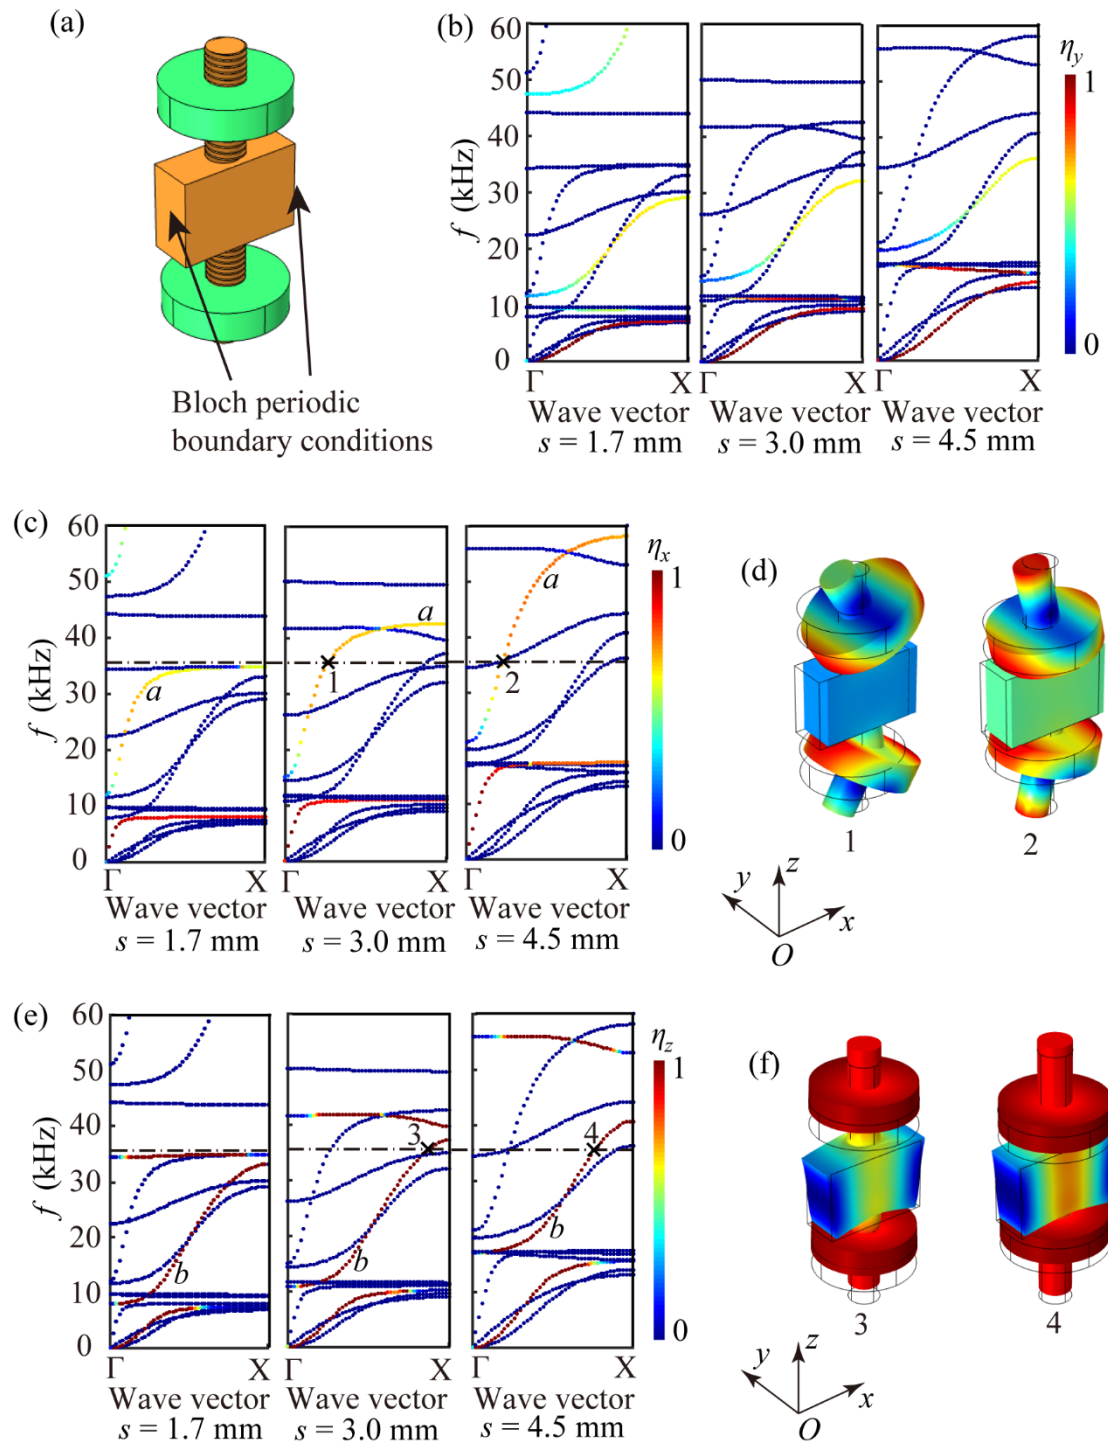 (a)
Bloch periodic
boundary conditions
(b)
60
50
40
30
20
10
0
f (kHz)
Γ X Γ X Γ X
Wave vector Wave vector Wave vector
s = 1.7 mm s = 3.0 mm s = 4.5 mm
ηy
1
0
(c)
60
50
40
30
20
10
0
f (kHz)
a
a
1
a
2
Γ X Γ X Γ X
Wave vector Wave vector Wave vector
s = 1.7 mm s = 3.0 mm s = 4.5 mm
ηx
1
0
(d)
1 2
y z x O
(e)
60
50
40
30
20
10
0
f (kHz)
b
3
b
4
b
Γ X Γ X Γ X
Wave vector Wave vector Wave vector
s = 1.7 mm s = 3.0 mm s = 4.5 mm
ηz
1
0
(f)
3 4
y z x O